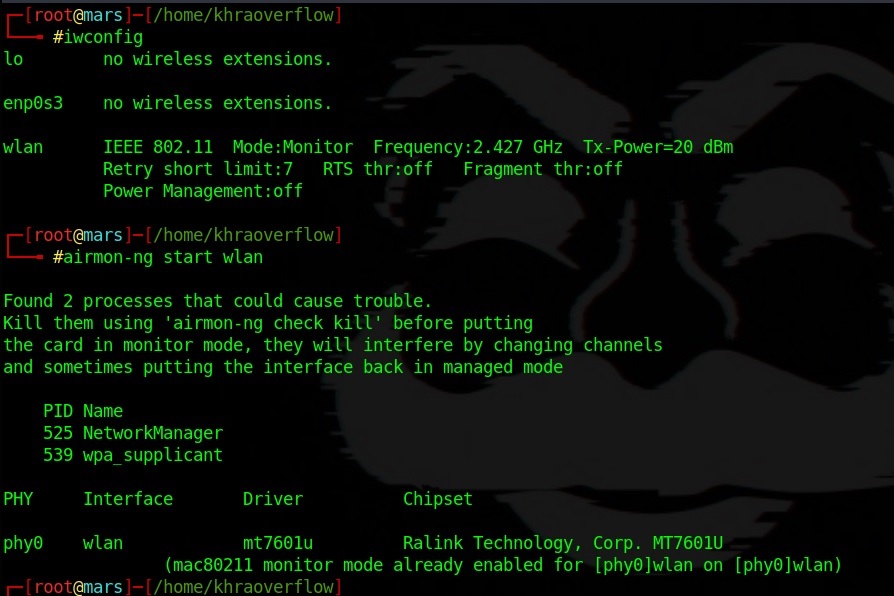 ┌─[root@mars]─[/home/khraoverflow]
└──╼ #iwconfig
lo        no wireless extensions.
enp0s3    no wireless extensions.
wlan      IEEE 802.11  Mode:Monitor  Frequency:2.427 GHz  Tx-Power=20 dBm
          Retry short limit:7   RTS thr:off   Fragment thr:off
          Power Management:off
┌─[root@mars]─[/home/khraoverflow]
└──╼ #airmon-ng start wlan
Found 2 processes that could cause trouble.
Kill them using 'airmon-ng check kill' before putting
the card in monitor mode, they will interfere by changing channels
and sometimes putting the interface back in managed mode
    PID Name
    525 NetworkManager
    539 wpa_supplicant
PHY     Interface       Driver          Chipset
phy0    wlan            mt7601u         Ralink Technology, Corp. MT7601U
                (mac80211 monitor mode already enabled for [phy0]wlan on [phy0]wlan)
┌─[root@mars]─[/home/khraoverflow]